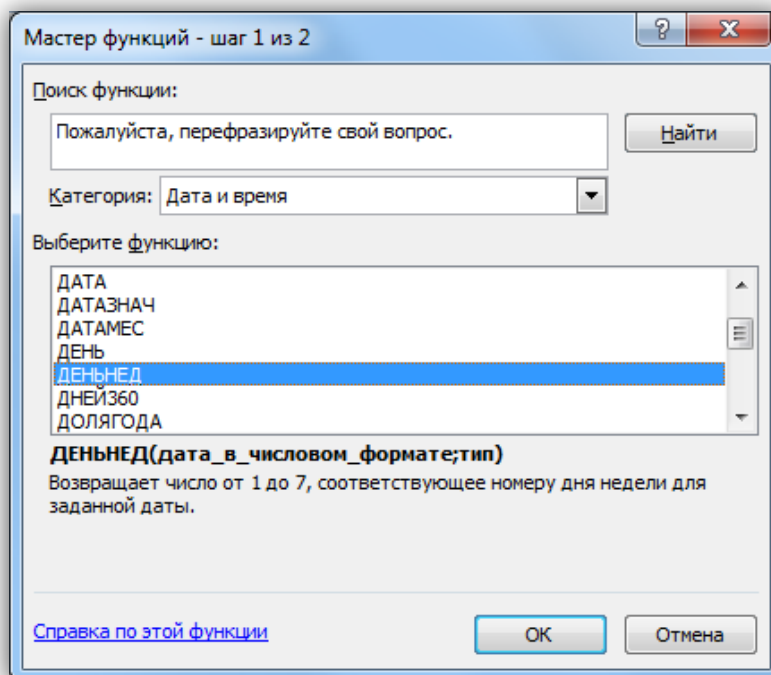 Мастер функций - шаг 1 из 2
Поиск функции:
Пожалуйста, перефразируйте свой вопрос.
Найти
Категория: Дата и время
Выберите функцию:
ДАТА
ДАТАЗНАЧ
ДАТАМЕС
ДЕНЬ
ДЕНЬНЕД
ДНЕЙ360
ДОЛЯГОДА
ДЕНЬНЕД(дата_в_числовом_формате;тип)
Возвращает число от 1 до 7, соответствующее номеру дня недели для
заданной даты.
Справка по этой функции
ОК
Отмена